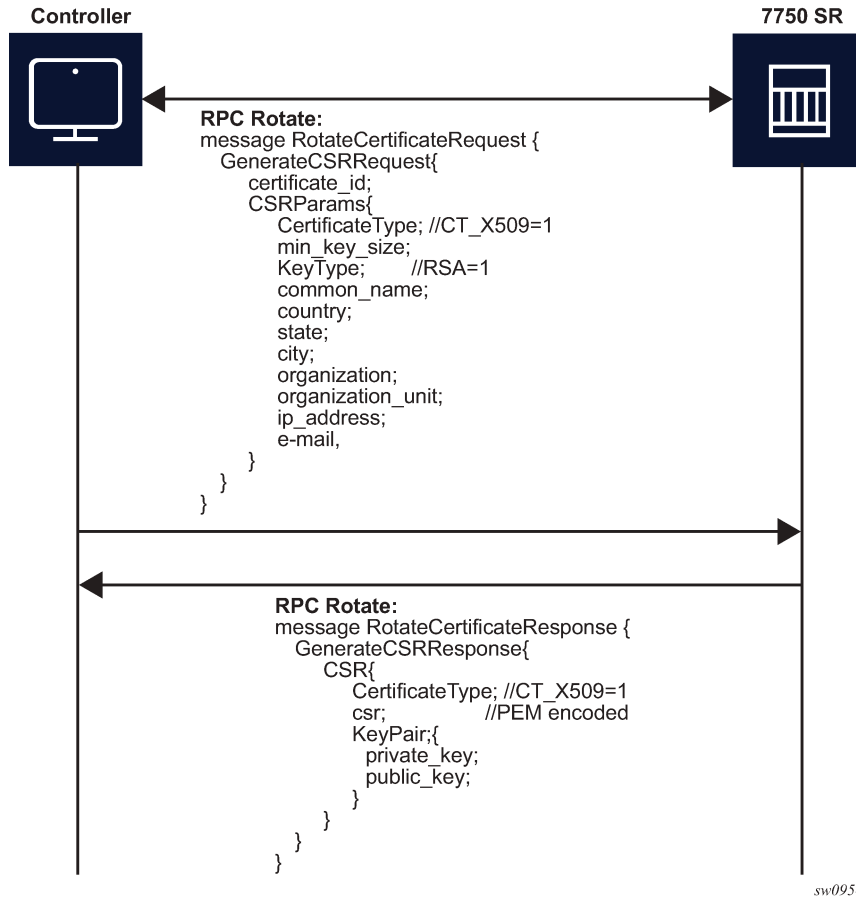 Controller
7750 SR
RPC Rotate:
message RotateCertificateRequest {
GenerateCSRRequest{
certificate_id;
CSRParams{
CertificateType; //CT_X509=1
min_key_size;
KeyType; //RSA=1
common_name;
country;
state;
city;
organization;
organization_unit;
ip_address;
e-mail,
}
}
}
RPC Rotate:
message RotateCertificateResponse {
GenerateCSRResponse{
CSR{
CertificateType; //CT_X509=1
csr; //PEM encoded
KeyPair;{
private_key;
public_key;
}
}
}
}
sw095